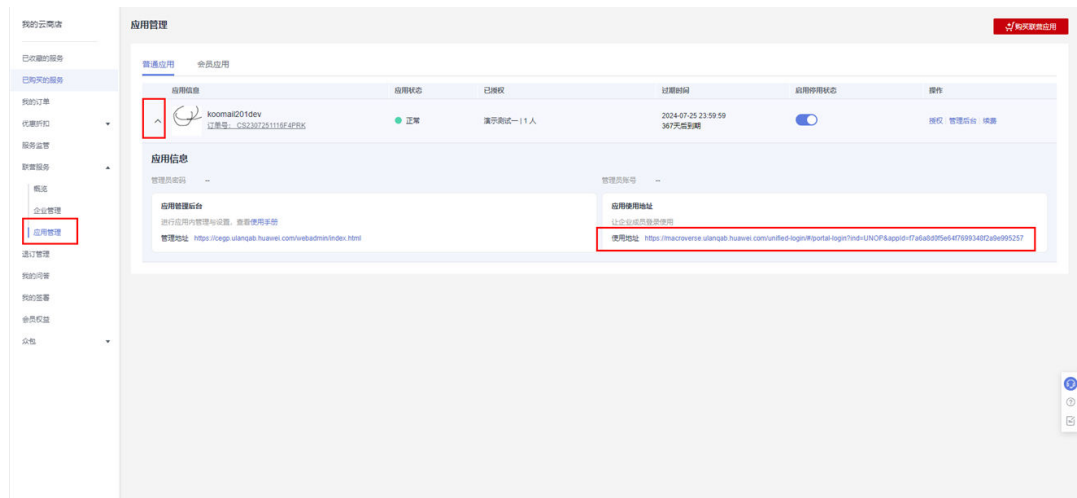 我的云商店
已收藏的服务
已购买的服务
我的订单
优惠折扣
服务监管
联营服务
概览
企业管理
应用管理
退订管理
我的问答
我的签署
会员权益
众包
应用管理
购买联营应用
普通应用 会员应用
应用信息 应用状态 已授权 过期时间 启用停用状态 操作
koomail201dev
订单号: CS2307251116F4PRK
正常
演示测试一 | 1 人
2024-07-25 23:59:59
367天后到期
授权 管理后台 续费
应用信息
管理员密码 --
管理员账号 --
应用管理后台
进行应用内管理与设置，查看使用手册
管理地址 https://cegp.ulanqab.huawei.com/webadmin/index.html
应用使用地址
让企业成员登录使用
使用地址 https://macroverse.ulanqab.huawei.com/unified-login/#/portal-login?ind=UNOP&appId=f7a6a8d0f5e64f7699348f2a9e995257